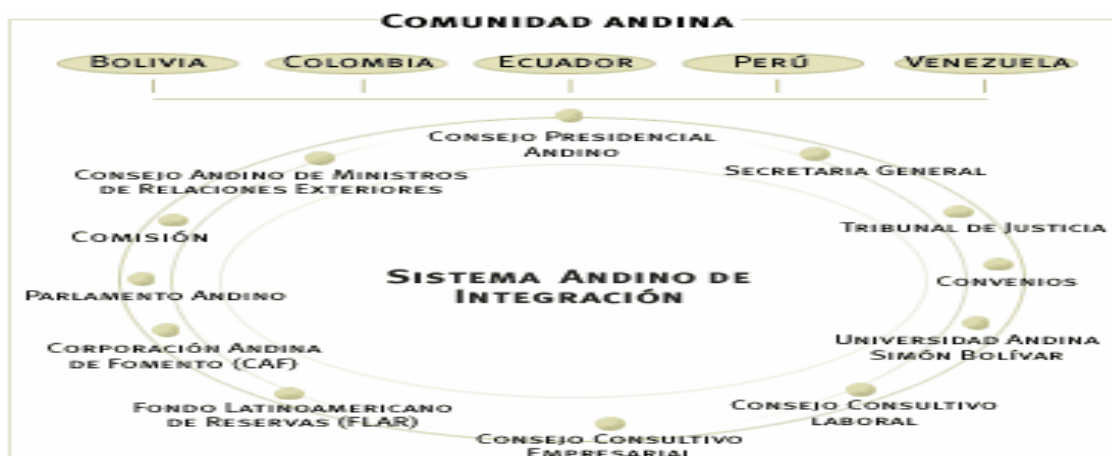 COMUNIDAD ANDINA
BOLIVIA
COLOMBIA
ECUADOR
PERÚ
VENEZUELA
CONSEJO PRESIDENCIAL
ANDINO
CONSEJO ANDINO DE MINISTROS
DE RELACIONES EXTERIORES
SECRETARIA GENERAL
COMISIÓN
TRIBUNAL DE JUSTICIA
PARLAMENTO ANDINO
SISTEMA ANDINO DE
INTEGRACIÓN
CONVENIOS
CORPORACIÓN ANDINA
DE FOMENTO (CAF)
UNIVERSIDAD ANDINA
SIMÓN BOLÍVAR
FONDO LATINOAMERICANO
DE RESERVAS (FLAR)
CONSEJO CONSULTIVO
LABORAL
CONSEJO CONSULTIVO
EMPRESARIAL